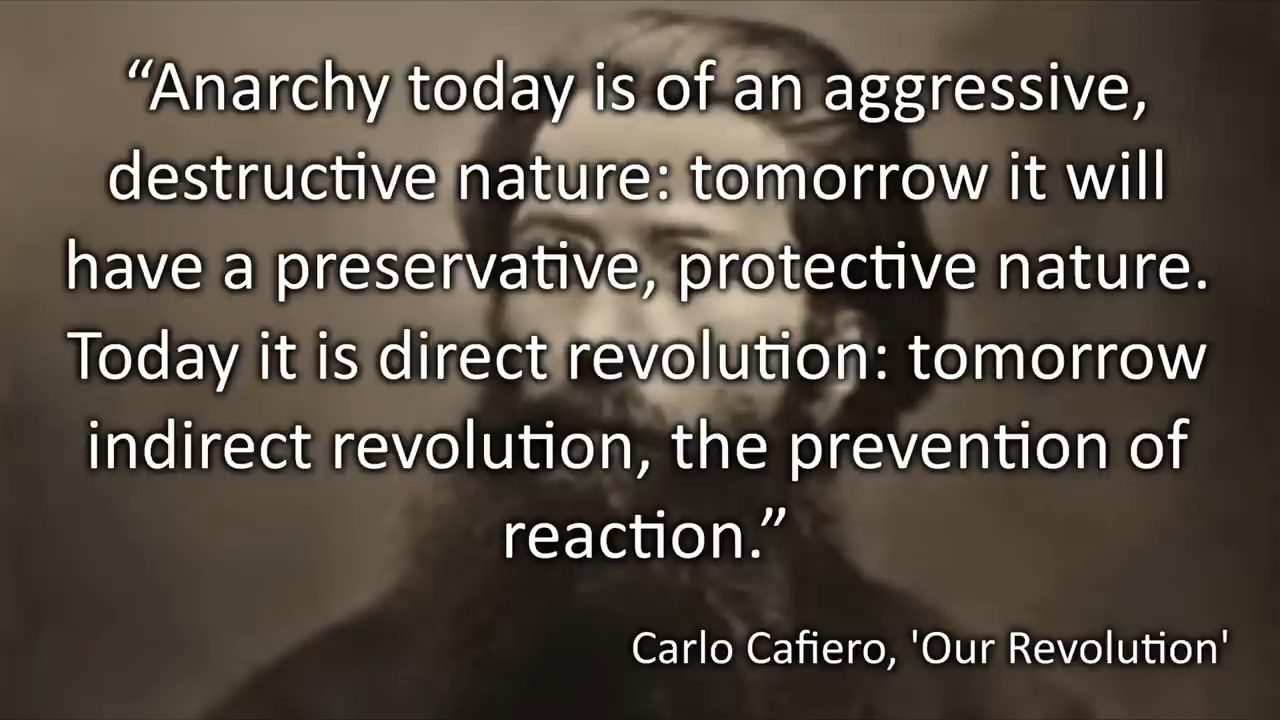 “Anarchy today is of an aggressive,
destructive nature: tomorrow it will
have a preservative, protective nature.
Today it is direct revolution: tomorrow
indirect revolution, the prevention of
reaction.”
Carlo Cafiero, 'Our Revolution'